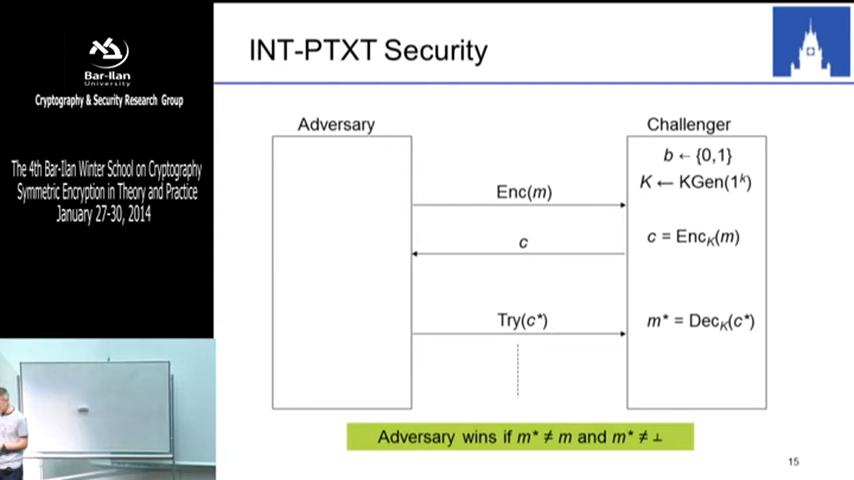 Bar-Ilan
University
Cryptography & Security Research Group
The 4th Bar-Ilan Winter School on Cryptography
Symmetric Encryption in Theory and Practice
January 27-30, 2014
INT-PTXT Security
Adversary
Challenger
b ← {0,1}
K ← KGen(1ᵏ)
Enc(m)
c = Enc_K(m)
c
Try(c*)
m* = Dec_K(c*)
Adversary wins if m* ≠ m and m* ≠ ⊥
15